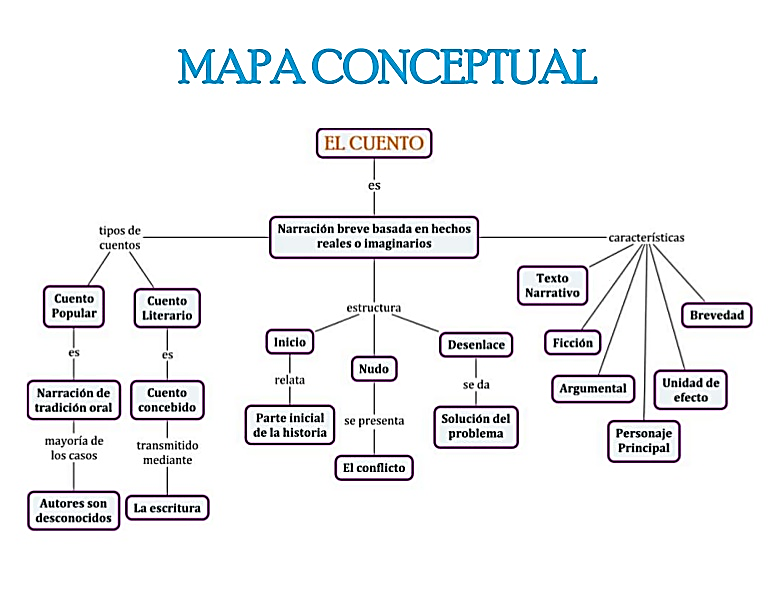 MAPA CONCEPTUAL
EL CUENTO
es
Narración breve basada en hechos
reales o imaginarios
tipos de
cuentos
Cuento
Popular
es
Narración de
tradición oral
mayoría de
los casos
Autores son
desconocidos
Cuento
Literario
es
Cuento
concebido
transmitido
mediante
La escritura
estructura
Inicio
relata
Parte inicial
de la historia
Nudo
se presenta
El conflicto
Desenlace
se da
Solución del
problema
características
Texto
Narrativo
Ficción
Argumental
Personaje
Principal
Unidad de
efecto
Brevedad